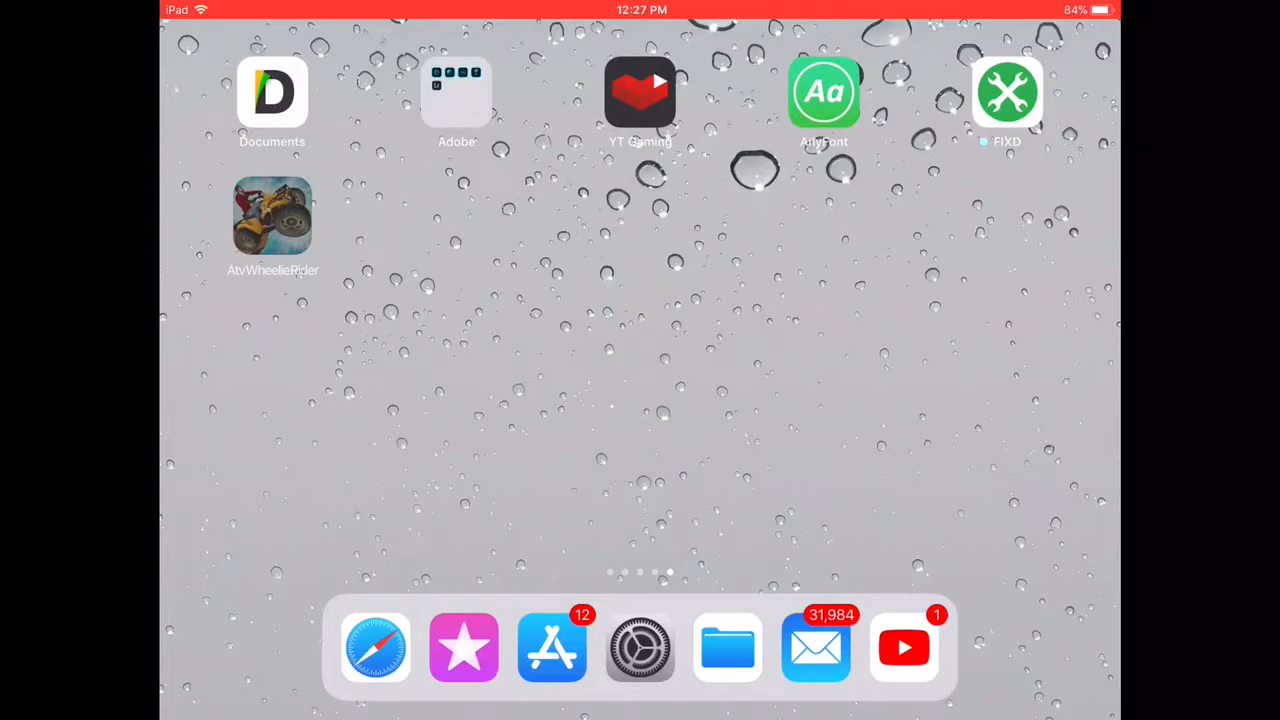 iPad 12:27 PM 84%
D
Documents Adobe YT Gaming Aa AnyFont FIXD
AtvWheelieRider
12 31,984 1